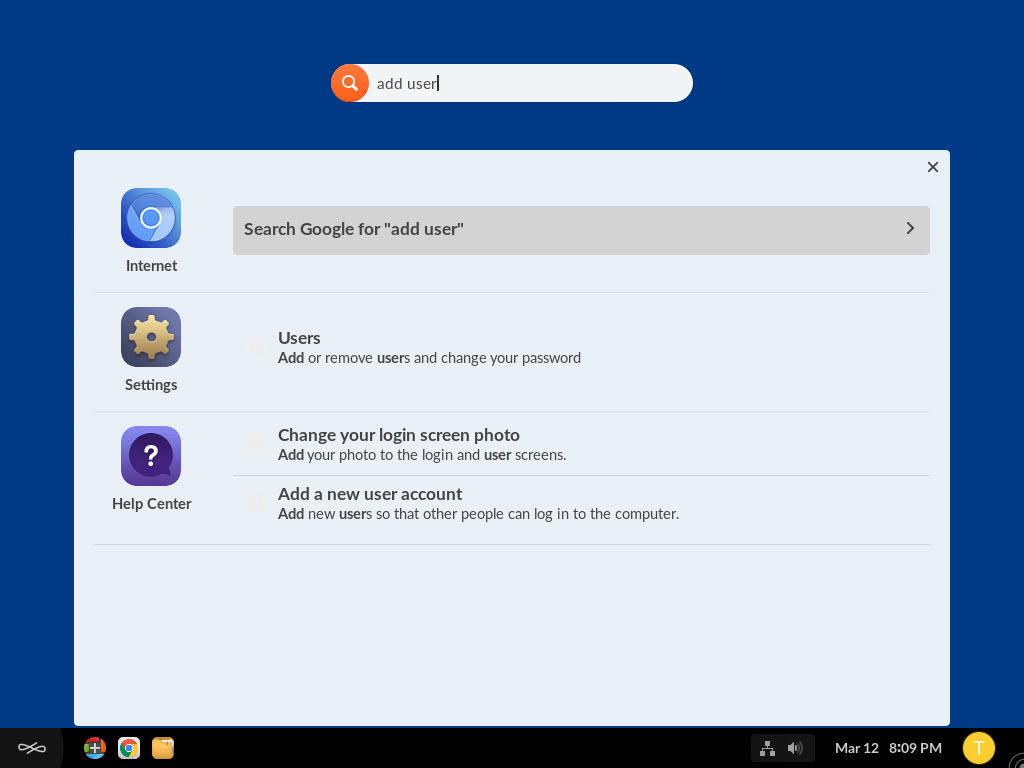 add user
Search Google for "add user"
Internet
Users
Add or remove users and change your password
Settings
Change your login screen photo
Add your photo to the login and user screens.
Help Center
Add a new user account
Add new users so that other people can log in to the computer.
Mar 12 8:09 PM T